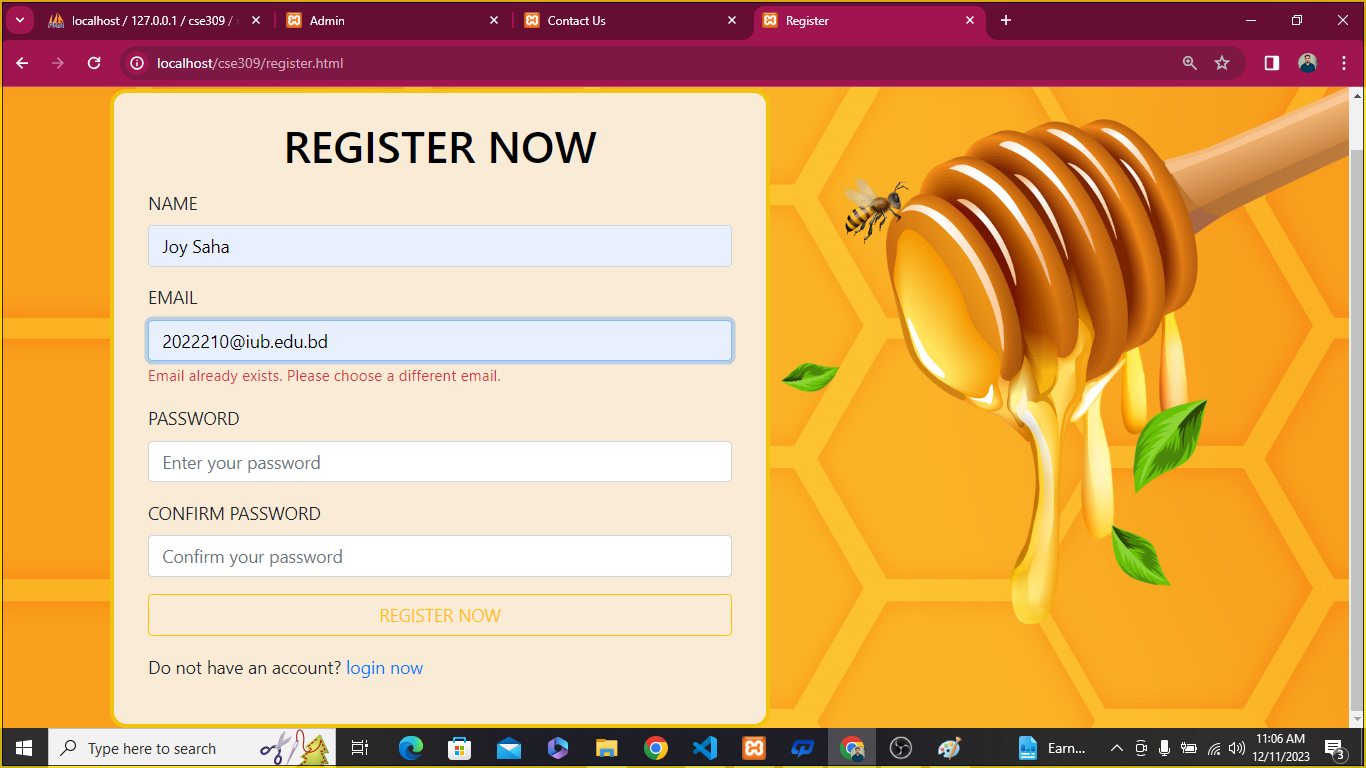 localhost / 127.0.0.1 / cse309 /
Admin
Contact Us
Register
localhost/cse309/register.html
REGISTER NOW
NAME
Joy Saha
EMAIL
2022210@iub.edu.bd
Email already exists. Please choose a different email.
PASSWORD
Enter your password
CONFIRM PASSWORD
Confirm your password
REGISTER NOW
Do not have an account? login now
Type here to search
Earn...
11:06 AM
12/11/2023
3